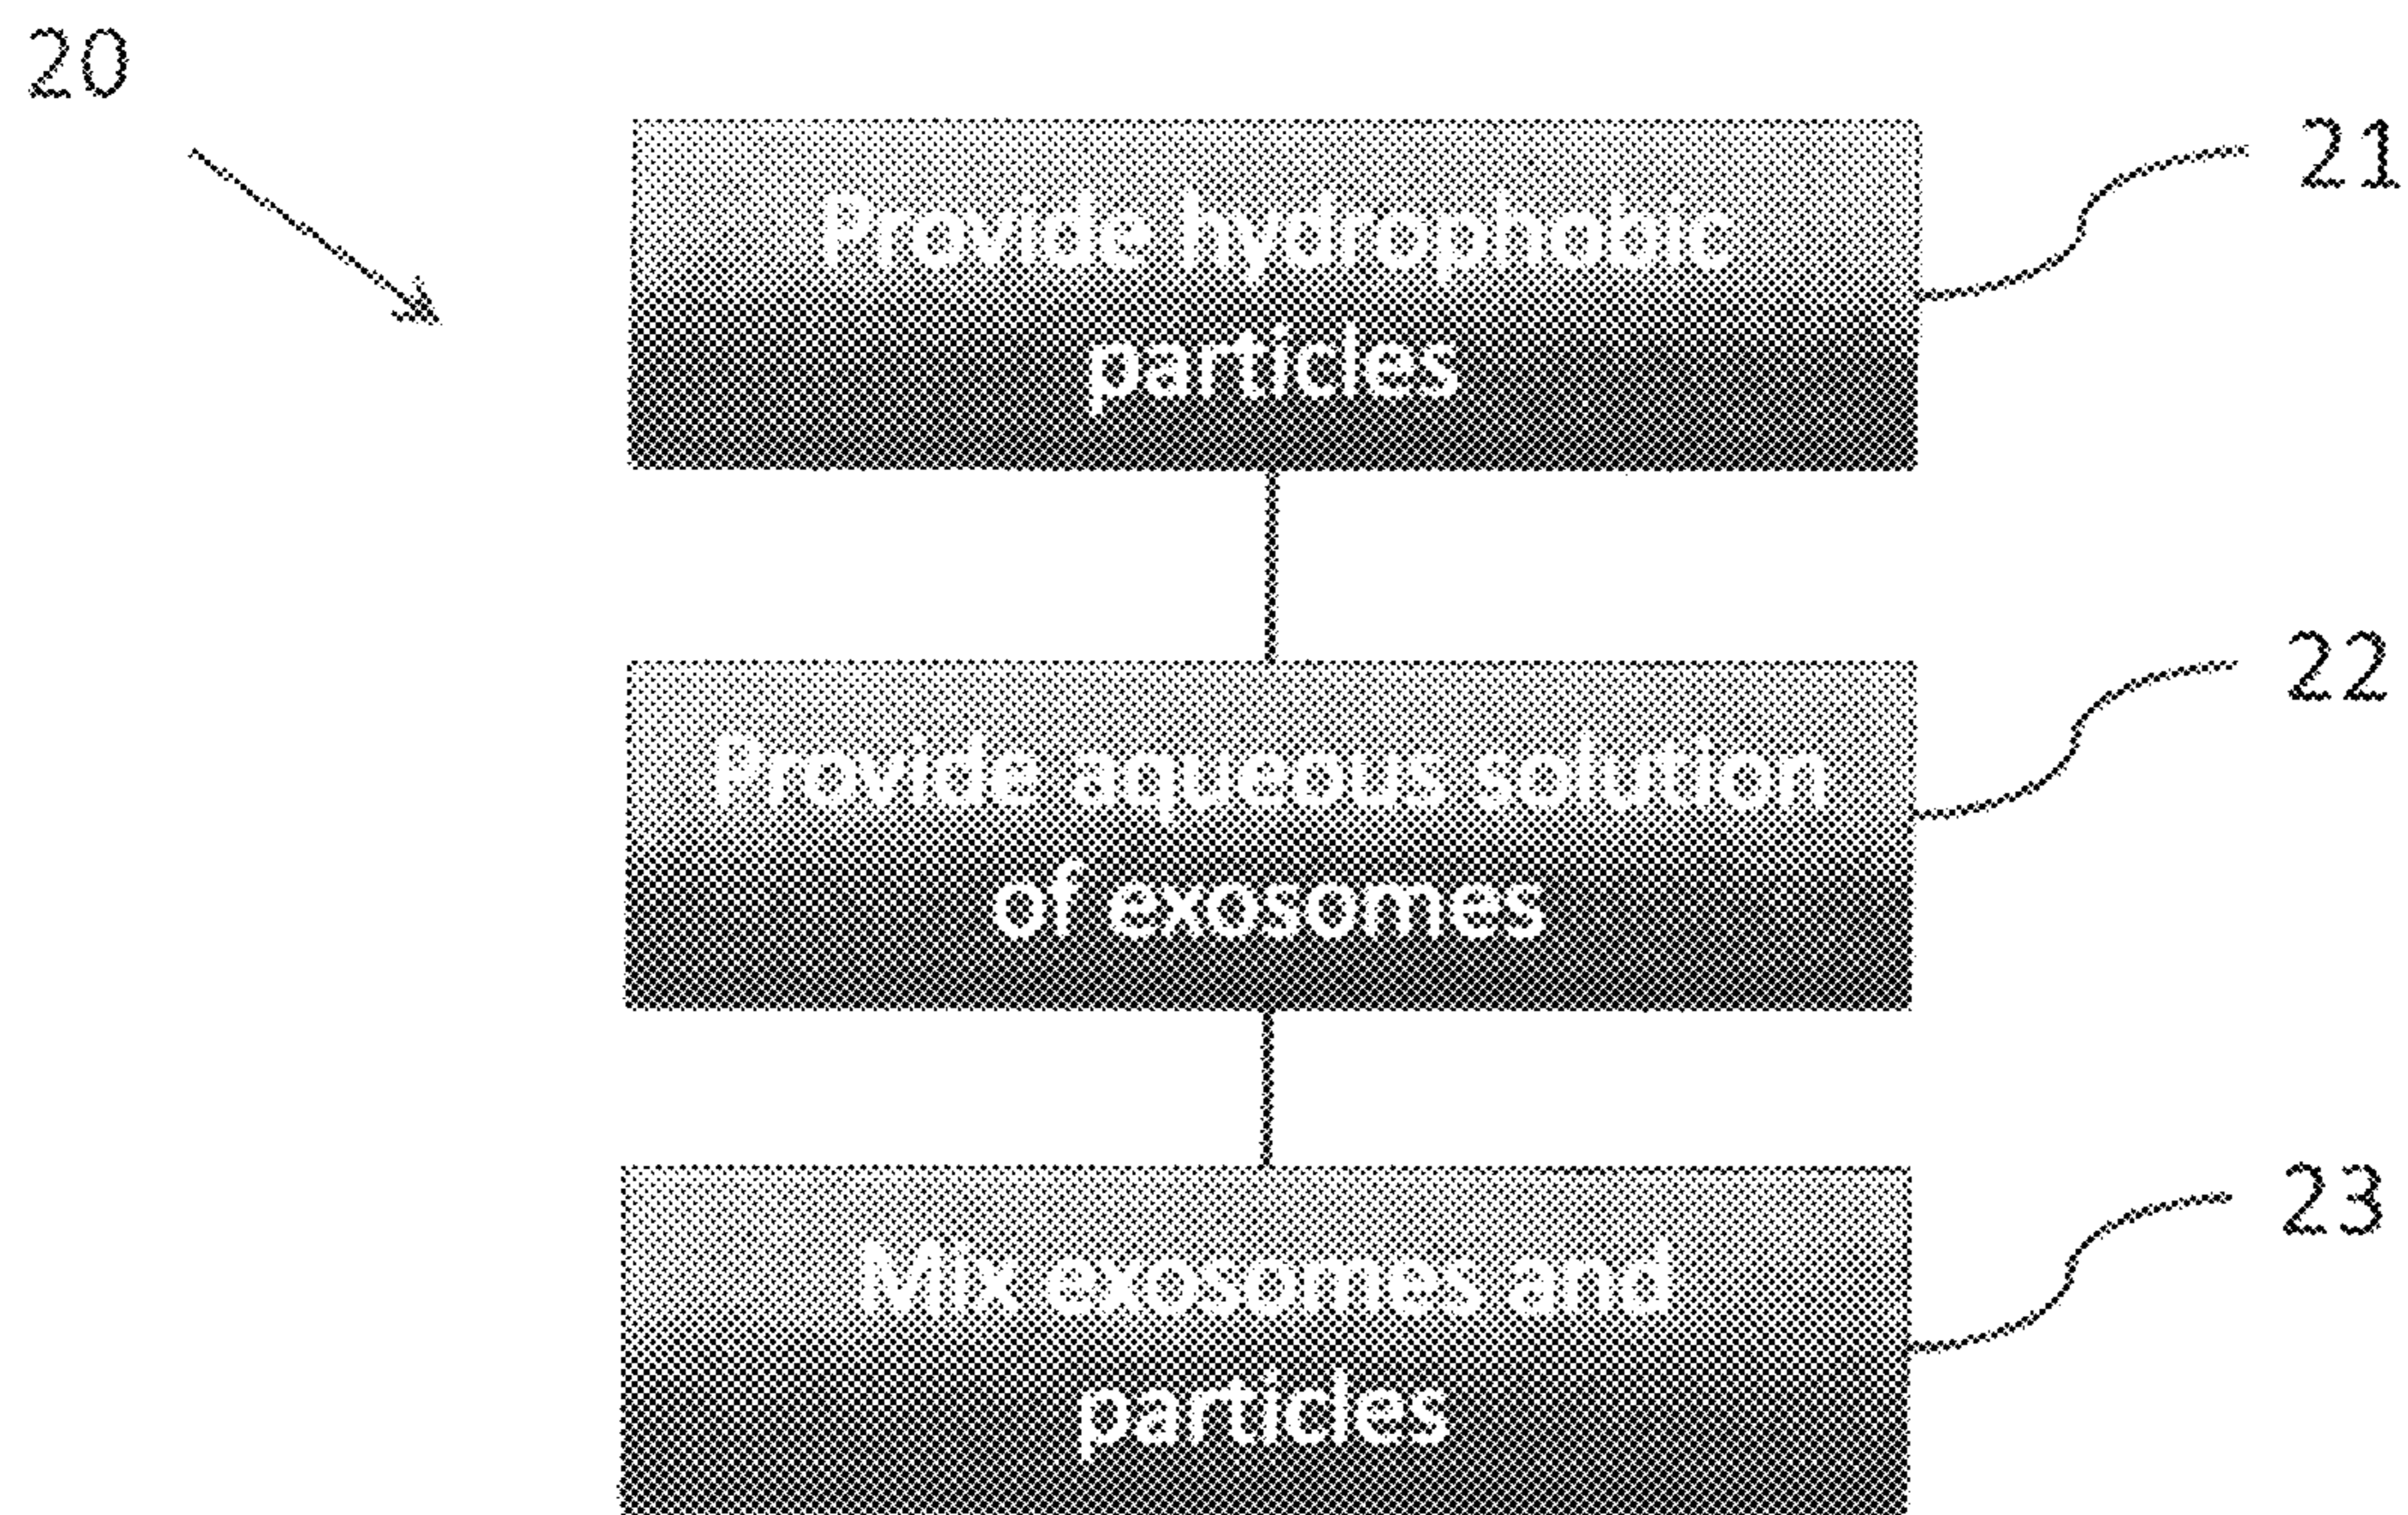 20
Provide hydrophobic
particles
21
Provide aqueous solution
of exosomes
22
Mix exosomes and
particles
23